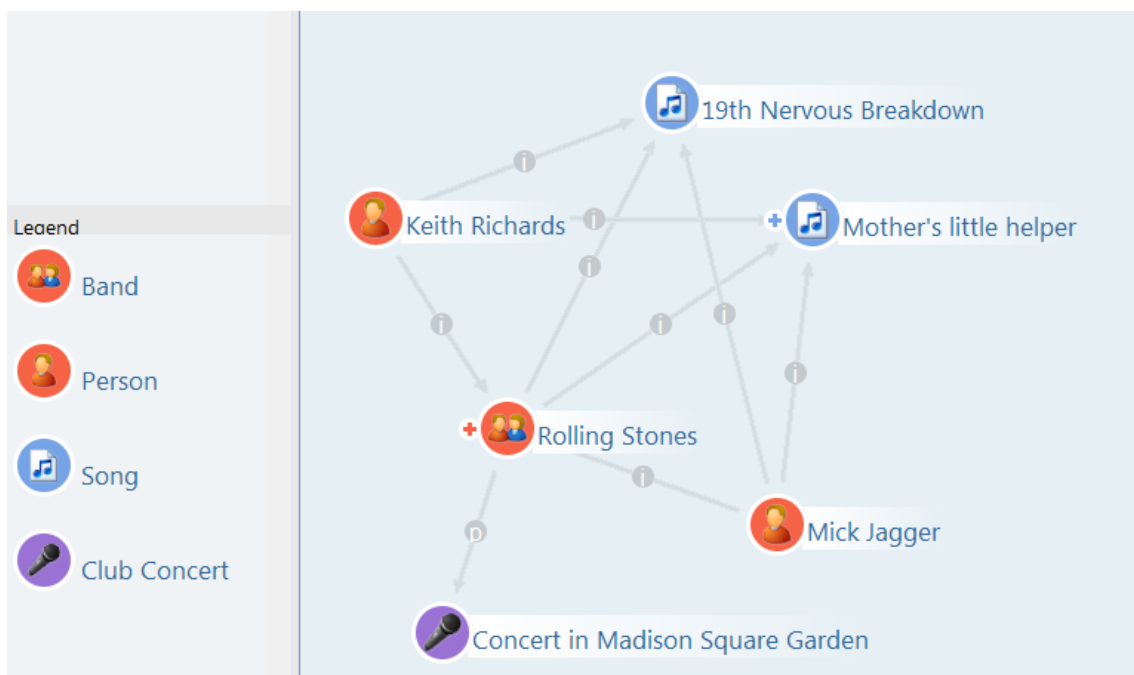 19th Nervous Breakdown
Keith Richards
Mother's little helper
Rolling Stones
Mick Jagger
Concert in Madison Square Garden
i
i
i
i
i
i
i
i
p
Legend
Band
Person
Song
Club Concert